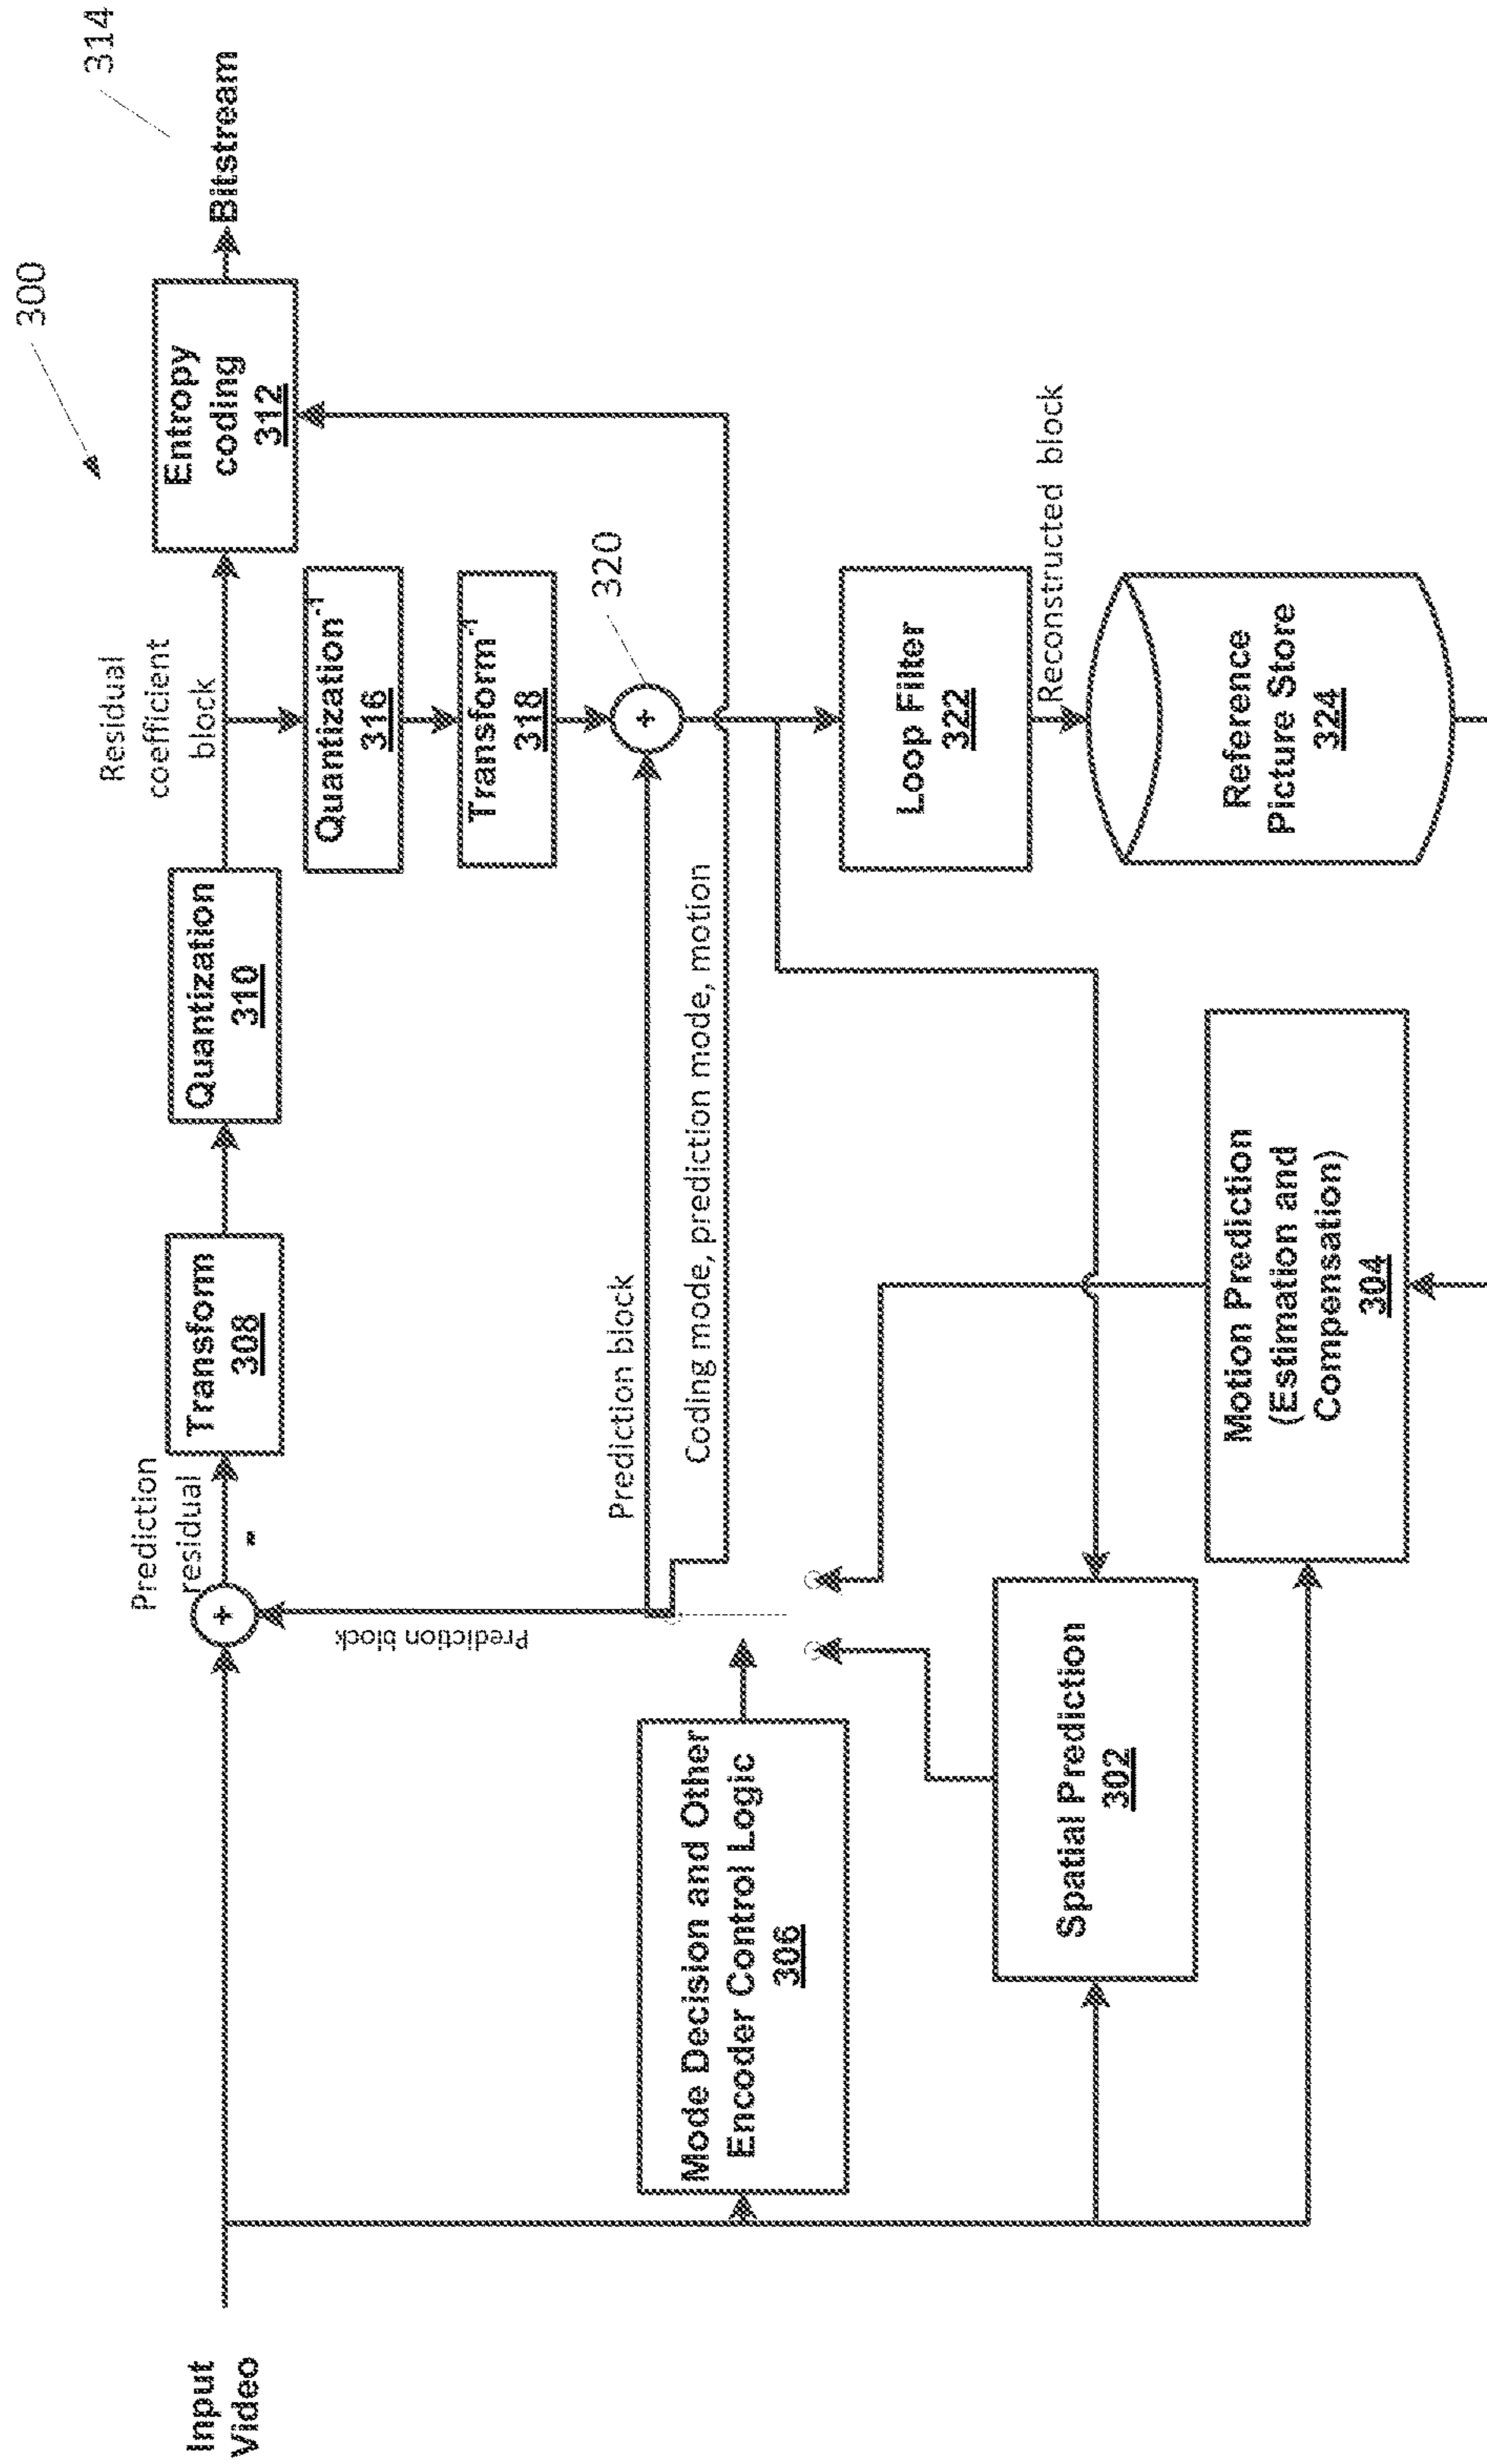 300
314
Input
Video
Prediction
residual
-
+
Transform
308
Quantization
310
Residual
coefficient
block
Entropy
coding
312
Bitstream
Quantization-1
316
Transform-1
318
320
+
Prediction block
Prediction block
Coding mode, prediction mode, motion
Mode Decision and Other
Encoder Control Logic
306
Loop Filter
322
Reconstructed block
Spatial Prediction
302
Motion Prediction
(Estimation and
Compensation)
304
Reference
Picture Store
324